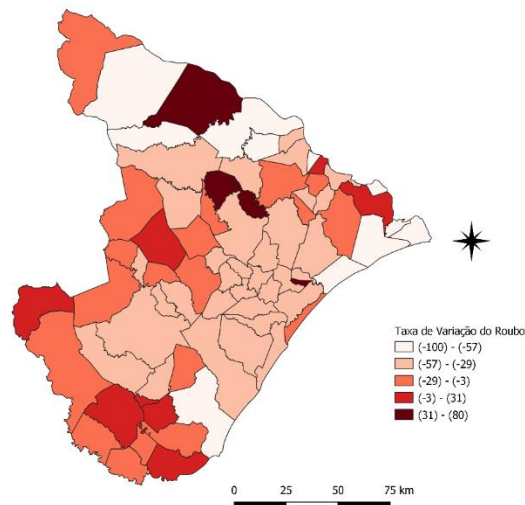 Taxa de Variação do Roubo
(-100) - (-57)
(-57) - (-29)
(-29) - (-3)
(-3) - (31)
(31) - (80)
0 25 50 75 km